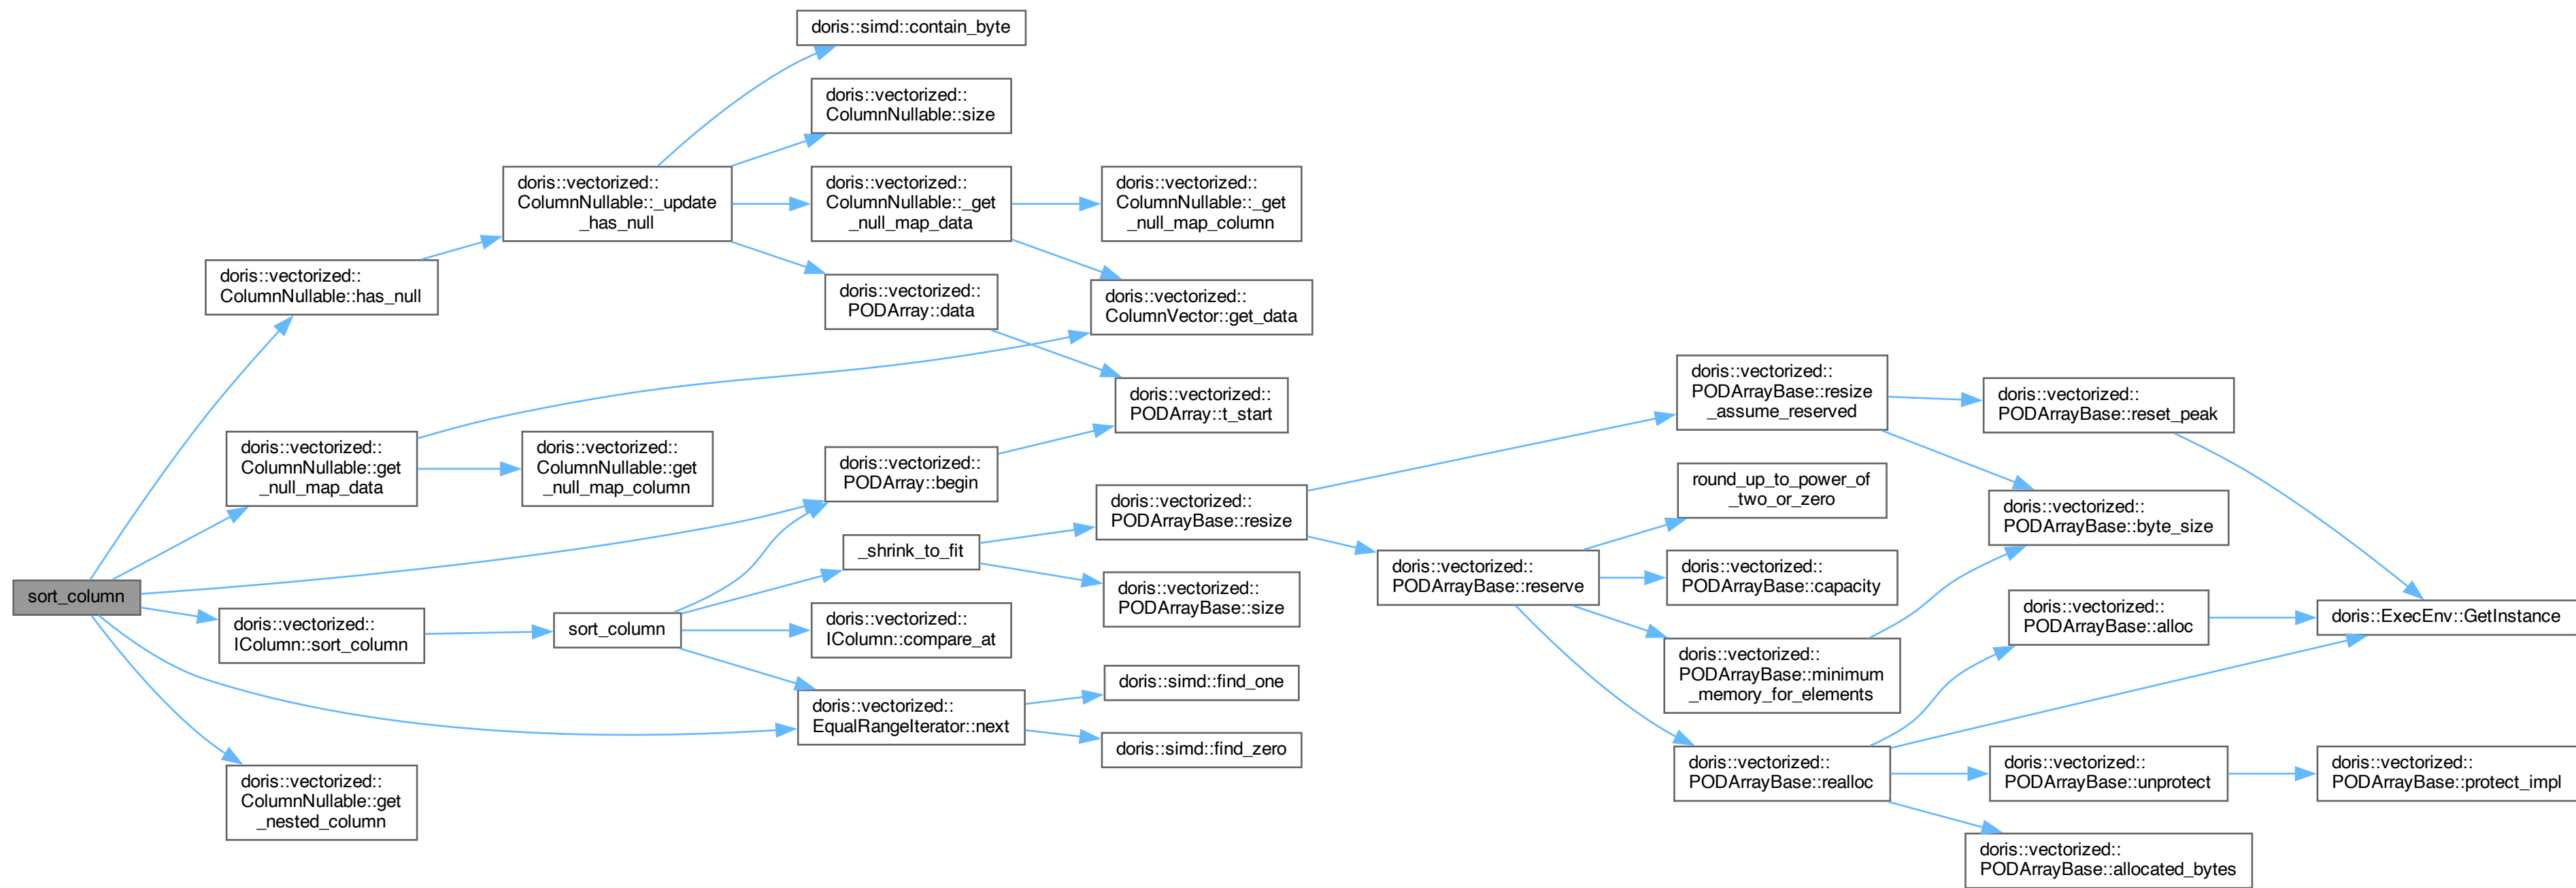 doris::simd::contain_byte
doris::vectorized::
ColumnNullable::size
doris::vectorized::
ColumnNullable::_update
_has_null
doris::vectorized::
ColumnNullable::_get
_null_map_data
doris::vectorized::
ColumnNullable::_get
_null_map_column
doris::vectorized::
ColumnNullable::has_null
doris::vectorized::
PODArray::data
doris::vectorized::
ColumnVector::get_data
doris::vectorized::
PODArray::t_start
doris::vectorized::
PODArrayBase::resize
_assume_reserved
doris::vectorized::
PODArrayBase::reset_peak
doris::vectorized::
ColumnNullable::get
_null_map_data
doris::vectorized::
ColumnNullable::get
_null_map_column
doris::vectorized::
PODArray::begin
doris::vectorized::
PODArrayBase::resize
round_up_to_power_of
_two_or_zero
doris::vectorized::
PODArrayBase::byte_size
_shrink_to_fit
doris::vectorized::
PODArrayBase::reserve
doris::vectorized::
PODArrayBase::capacity
doris::vectorized::
PODArrayBase::size
sort_column
doris::vectorized::
IColumn::sort_column
sort_column
doris::vectorized::
IColumn::compare_at
doris::vectorized::
PODArrayBase::alloc
doris::ExecEnv::GetInstance
doris::vectorized::
PODArrayBase::minimum
_memory_for_elements
doris::simd::find_one
doris::vectorized::
EqualRangeIterator::next
doris::simd::find_zero
doris::vectorized::
PODArrayBase::realloc
doris::vectorized::
PODArrayBase::unprotect
doris::vectorized::
PODArrayBase::protect_impl
doris::vectorized::
ColumnNullable::get
_nested_column
doris::vectorized::
PODArrayBase::allocated_bytes